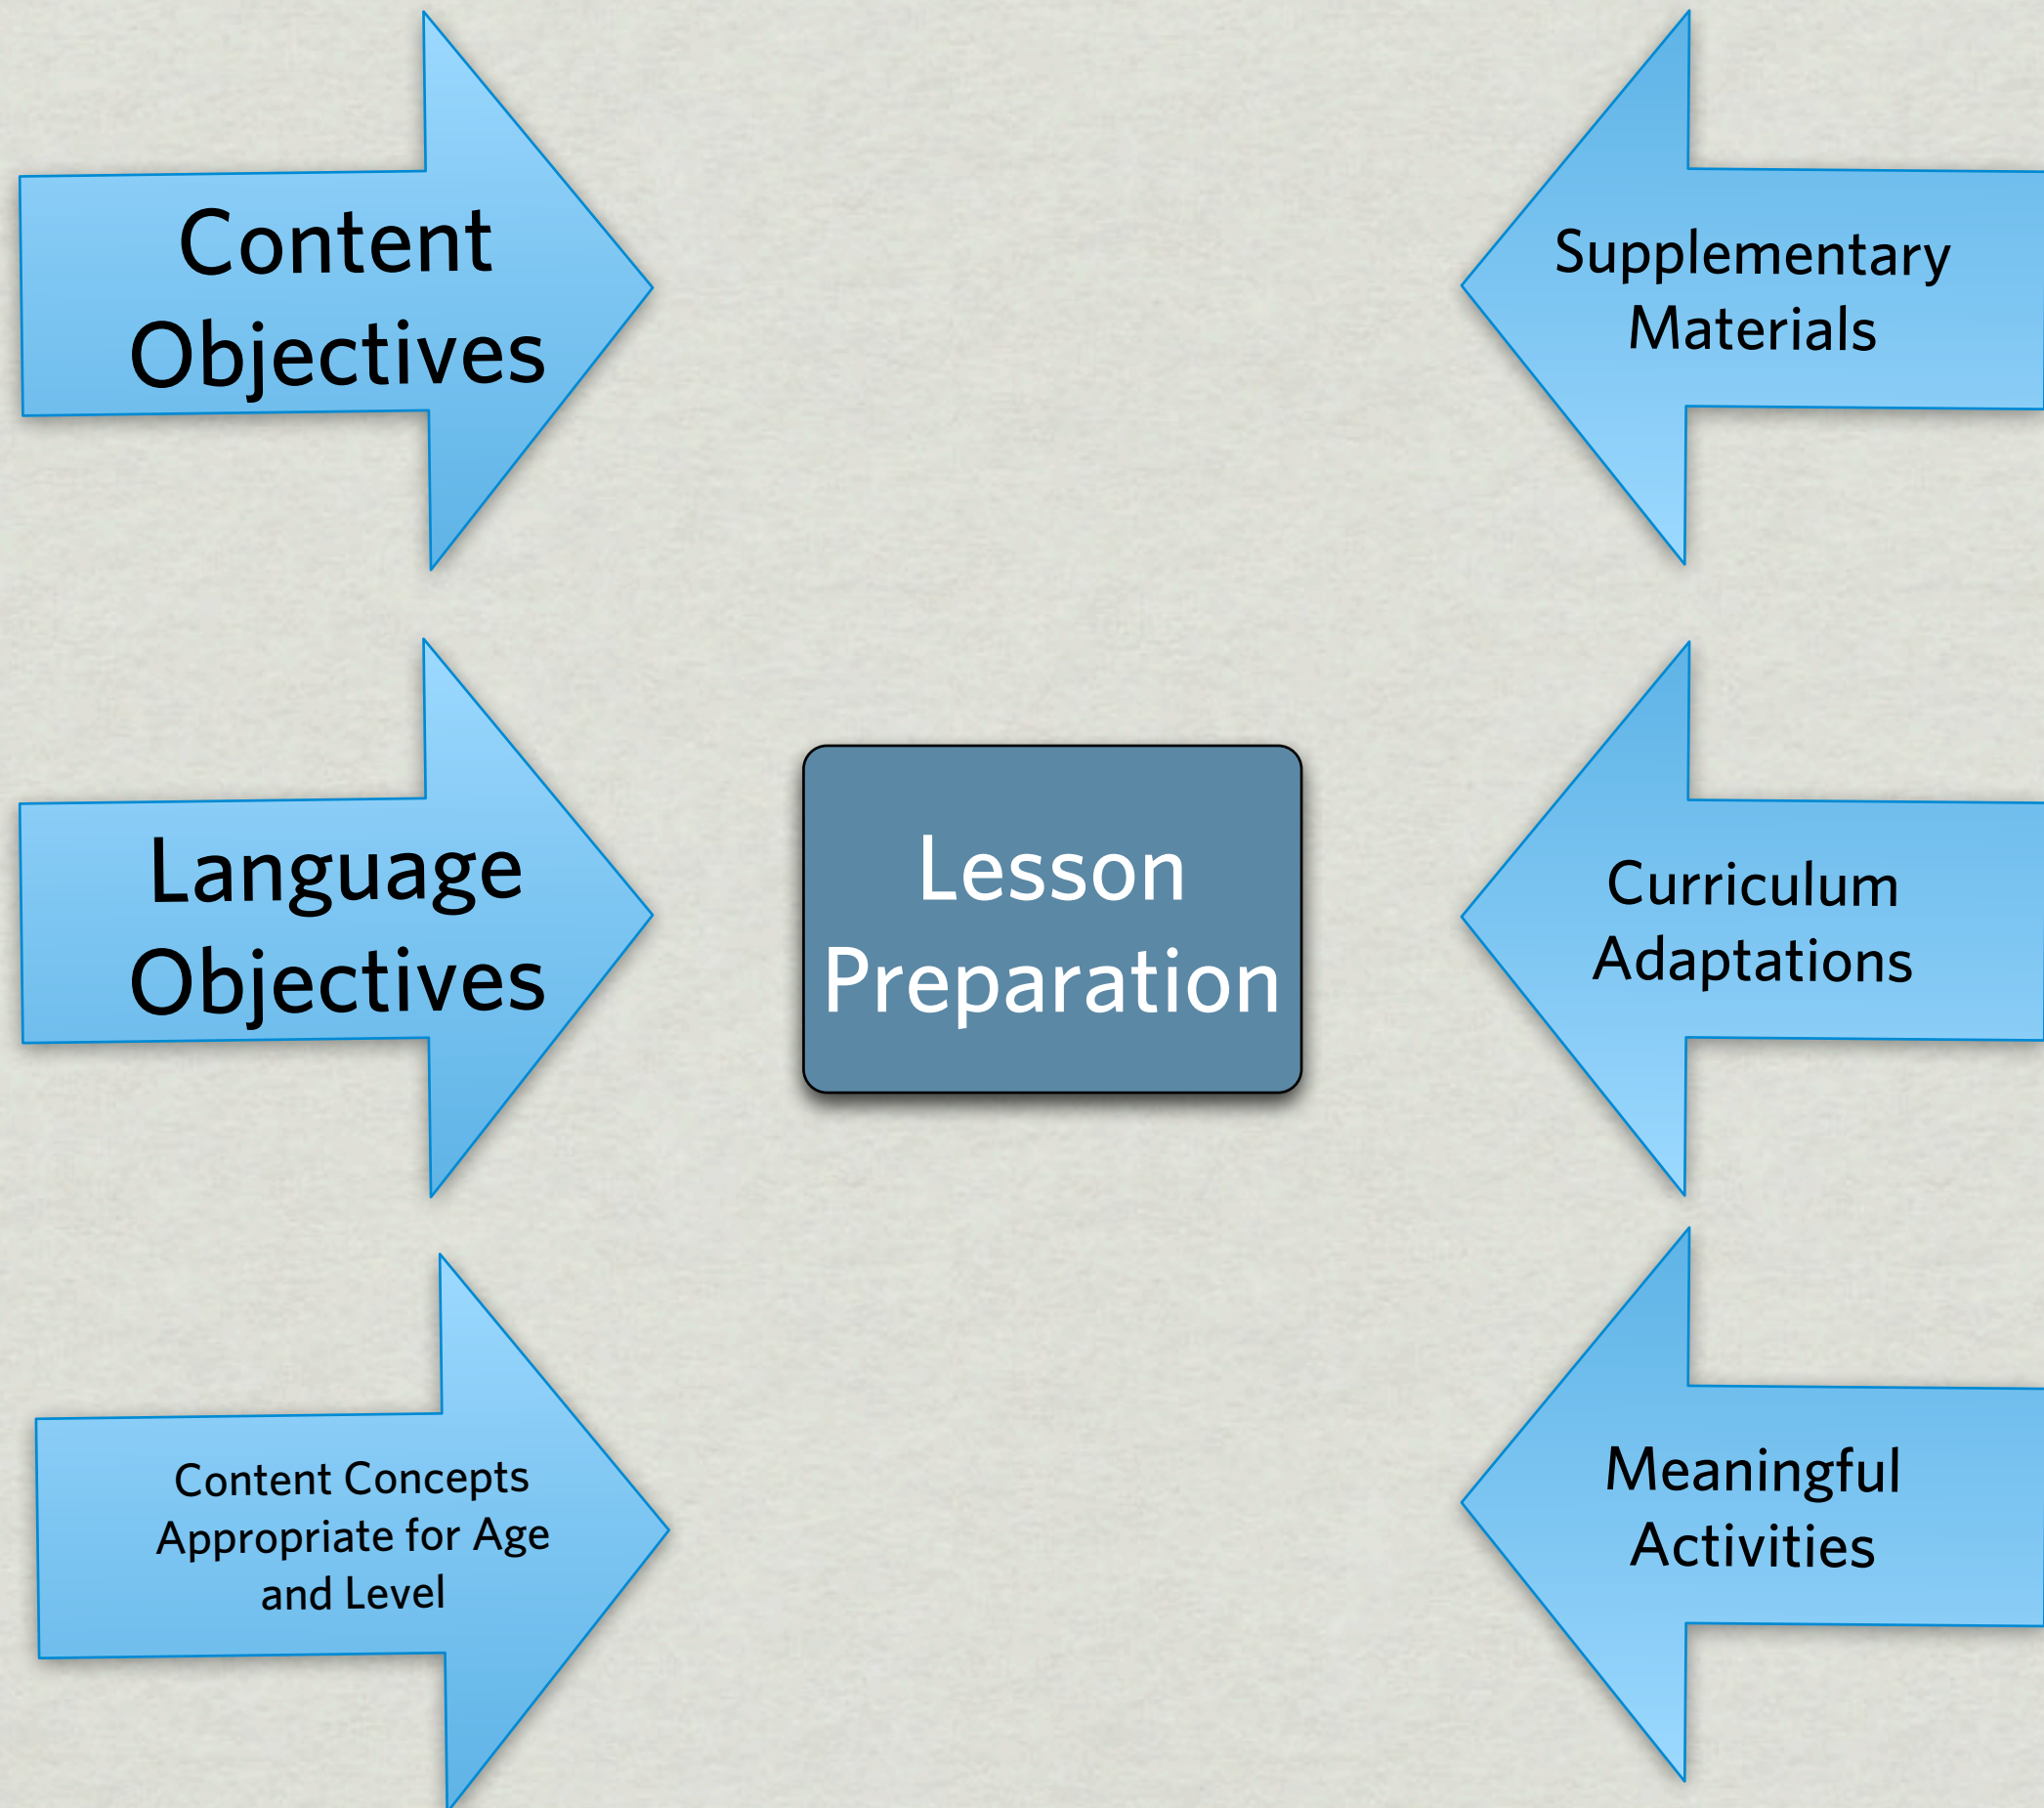 Content
Objectives
Supplementary
Materials
Language
Objectives
Lesson
Preparation
Curriculum
Adaptations
Content Concepts
Appropriate for Age
and Level
Meaningful
Activities